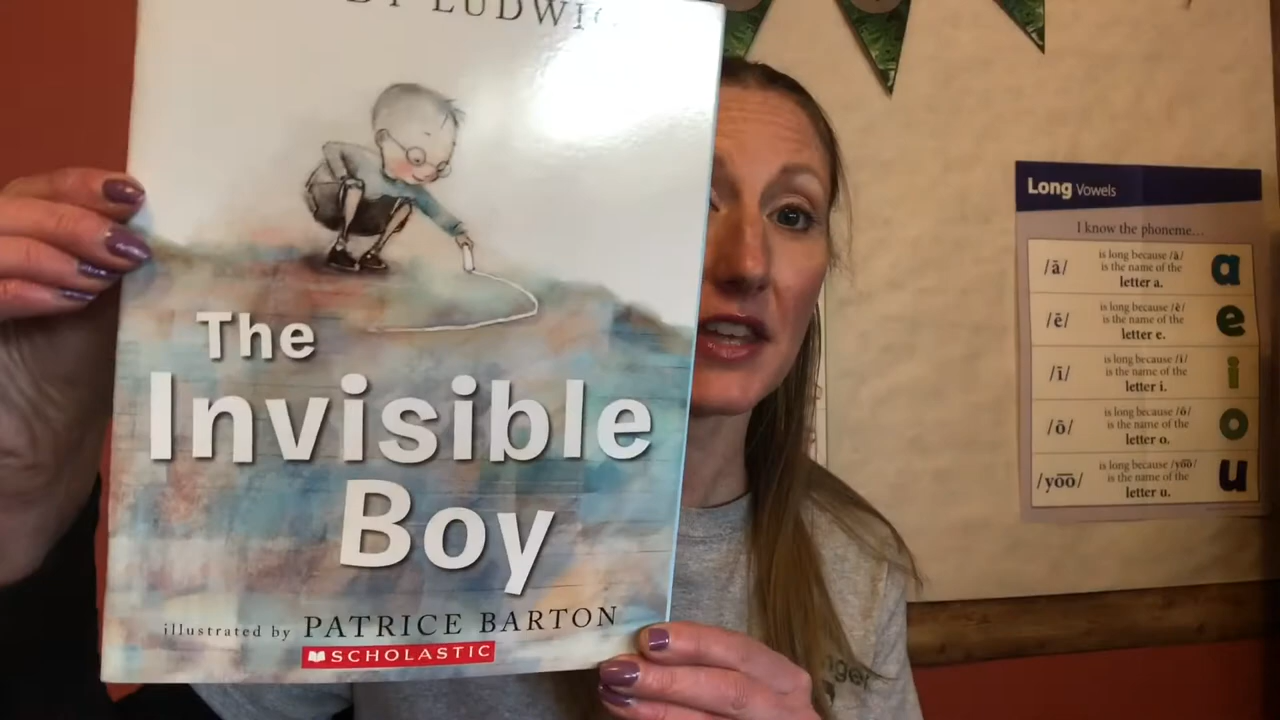 LUDWIG
The
Invisible
Boy
illustrated by PATRICE BARTON
SCHOLASTIC
Long Vowels
I know the phoneme...
/ā/ is long because /ā/ is the name of the letter a. a
/ē/ is long because /ē/ is the name of the letter e. e
/ī/ is long because /ī/ is the name of the letter i. i
/ō/ is long because /ō/ is the name of the letter o. o
/yo͞o/ is long because /yo͞o/ is the name of the letter u. u